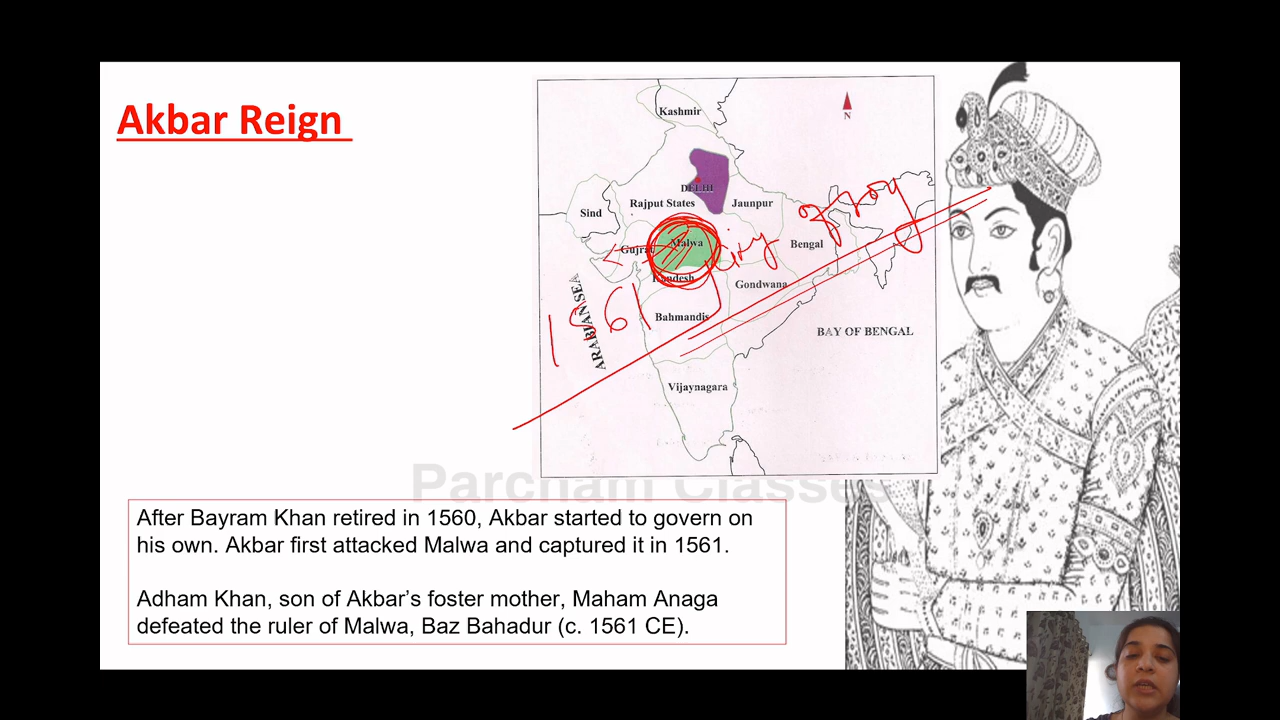 Akbar Reign
Kashmir
N
DELHI
Rajput States
Jaunpur
Sind
Malwa
Gujrat
Bengal
Kandesh
Gondwana
ARABIAN SEA
1561
Bahmandis
BAY OF BENGAL
Vijaynagara
Parcham Classes
After Bayram Khan retired in 1560, Akbar started to govern on
his own. Akbar first attacked Malwa and captured it in 1561.
Adham Khan, son of Akbar’s foster mother, Maham Anaga
defeated the ruler of Malwa, Baz Bahadur (c. 1561 CE).